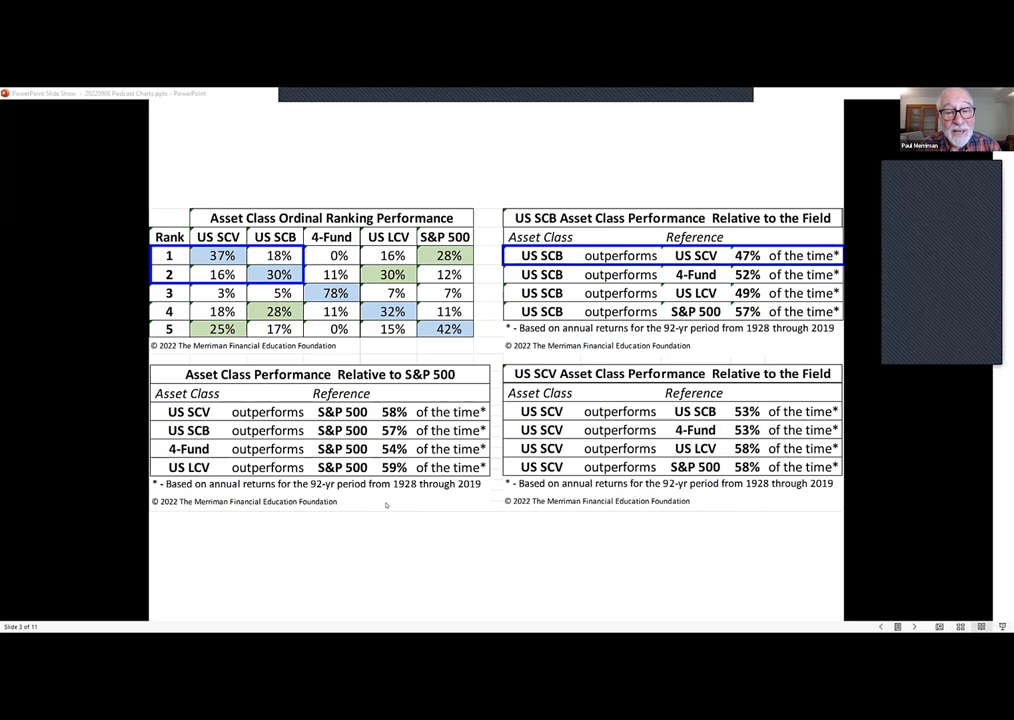 PowerPoint Slide Show - 20220906 Podcast Charts.pptx - PowerPoint
Paul Merriman
Asset Class Ordinal Ranking Performance
Rank US SCV US SCB 4-Fund US LCV S&P 500
1 37% 18% 0% 16% 28%
2 16% 30% 11% 30% 12%
3 3% 5% 78% 7% 7%
4 18% 28% 11% 32% 11%
5 25% 17% 0% 15% 42%
© 2022 The Merriman Financial Education Foundation
US SCB Asset Class Performance Relative to the Field
Asset Class Reference
US SCB outperforms US SCV 47% of the time*
US SCB outperforms 4-Fund 52% of the time*
US SCB outperforms US LCV 49% of the time*
US SCB outperforms S&P 500 57% of the time*
* - Based on annual returns for the 92-yr period from 1928 through 2019
© 2022 The Merriman Financial Education Foundation
Asset Class Performance Relative to S&P 500
Asset Class Reference
US SCV outperforms S&P 500 58% of the time*
US SCB outperforms S&P 500 57% of the time*
4-Fund outperforms S&P 500 54% of the time*
US LCV outperforms S&P 500 59% of the time*
* - Based on annual returns for the 92-yr period from 1928 through 2019
© 2022 The Merriman Financial Education Foundation
US SCV Asset Class Performance Relative to the Field
Asset Class Reference
US SCV outperforms US SCB 53% of the time*
US SCV outperforms 4-Fund 53% of the time*
US SCV outperforms US LCV 58% of the time*
US SCV outperforms S&P 500 58% of the time*
* - Based on annual returns for the 92-yr period from 1928 through 2019
© 2022 The Merriman Financial Education Foundation
Slide 3 of 11